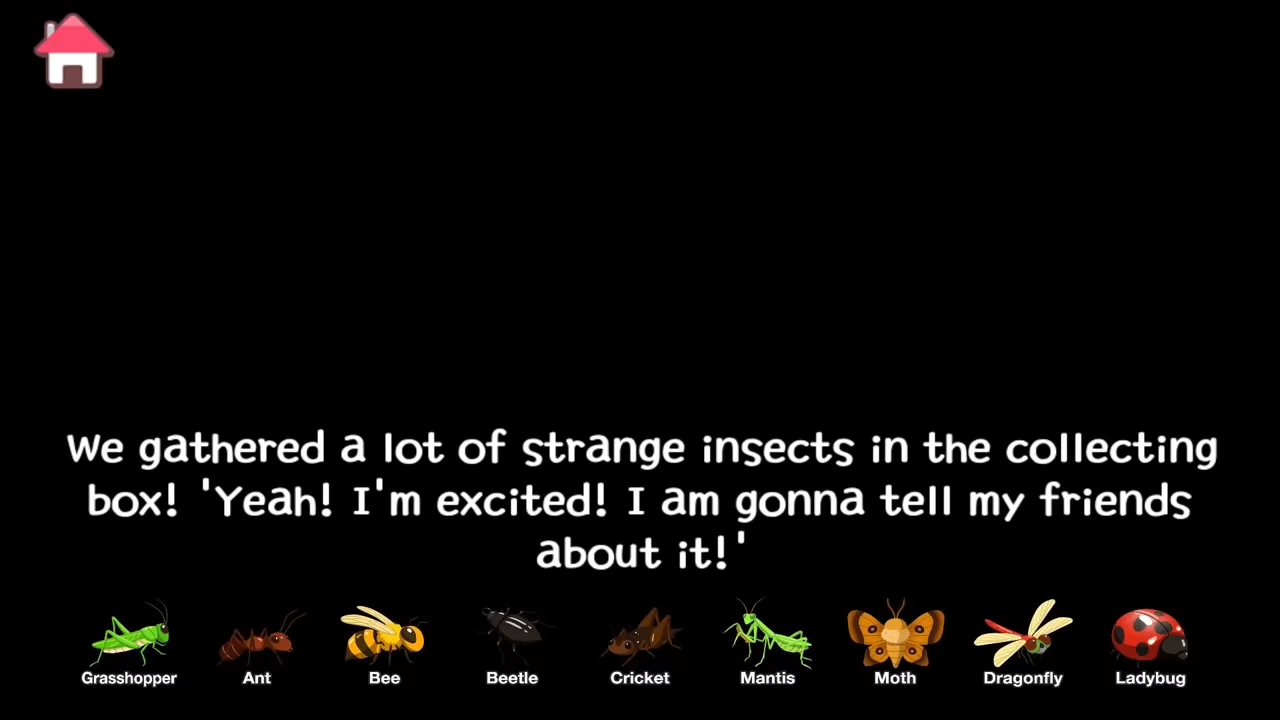 We gathered a lot of strange insects in the collecting
box! 'Yeah! I'm excited! I am gonna tell my friends
about it!'
Grasshopper Ant Bee Beetle Cricket Mantis Moth Dragonfly Ladybug